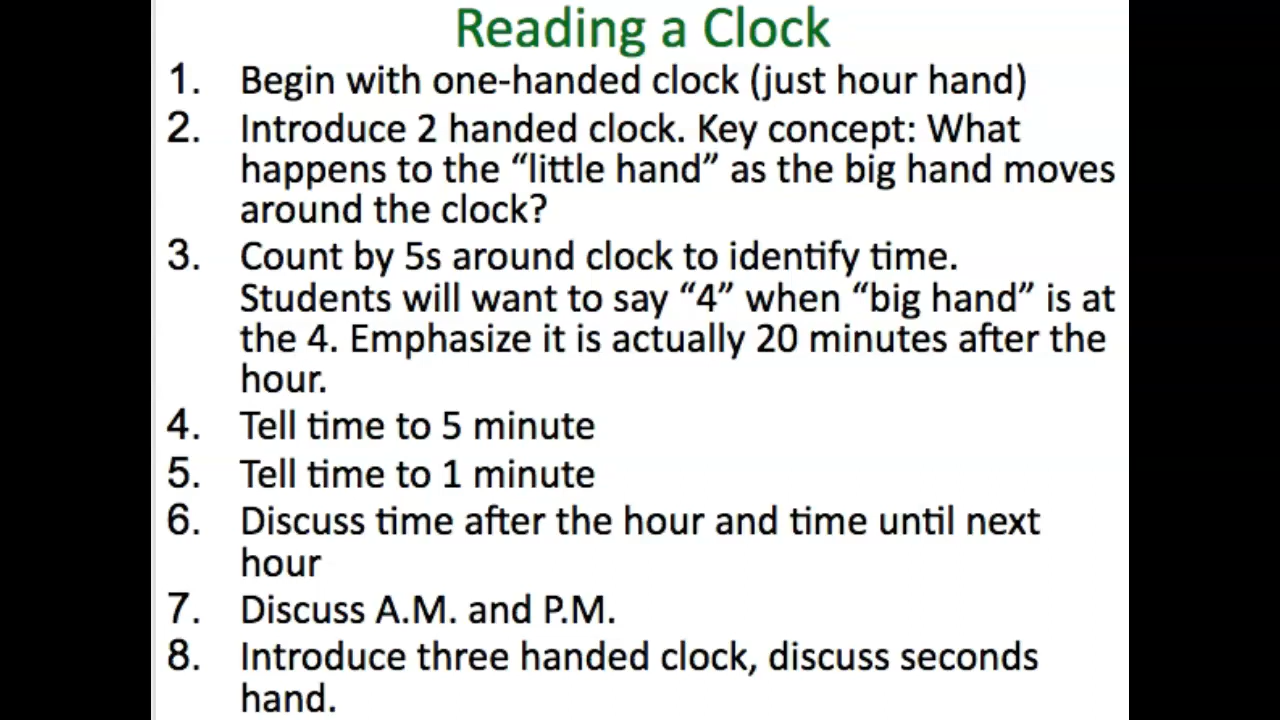 Reading a Clock
1. Begin with one-handed clock (just hour hand)
2. Introduce 2 handed clock. Key concept: What
happens to the “little hand” as the big hand moves
around the clock?
3. Count by 5s around clock to identify time.
Students will want to say “4” when “big hand” is at
the 4. Emphasize it is actually 20 minutes after the
hour.
4. Tell time to 5 minute
5. Tell time to 1 minute
6. Discuss time after the hour and time until next
hour
7. Discuss A.M. and P.M.
8. Introduce three handed clock, discuss seconds
hand.